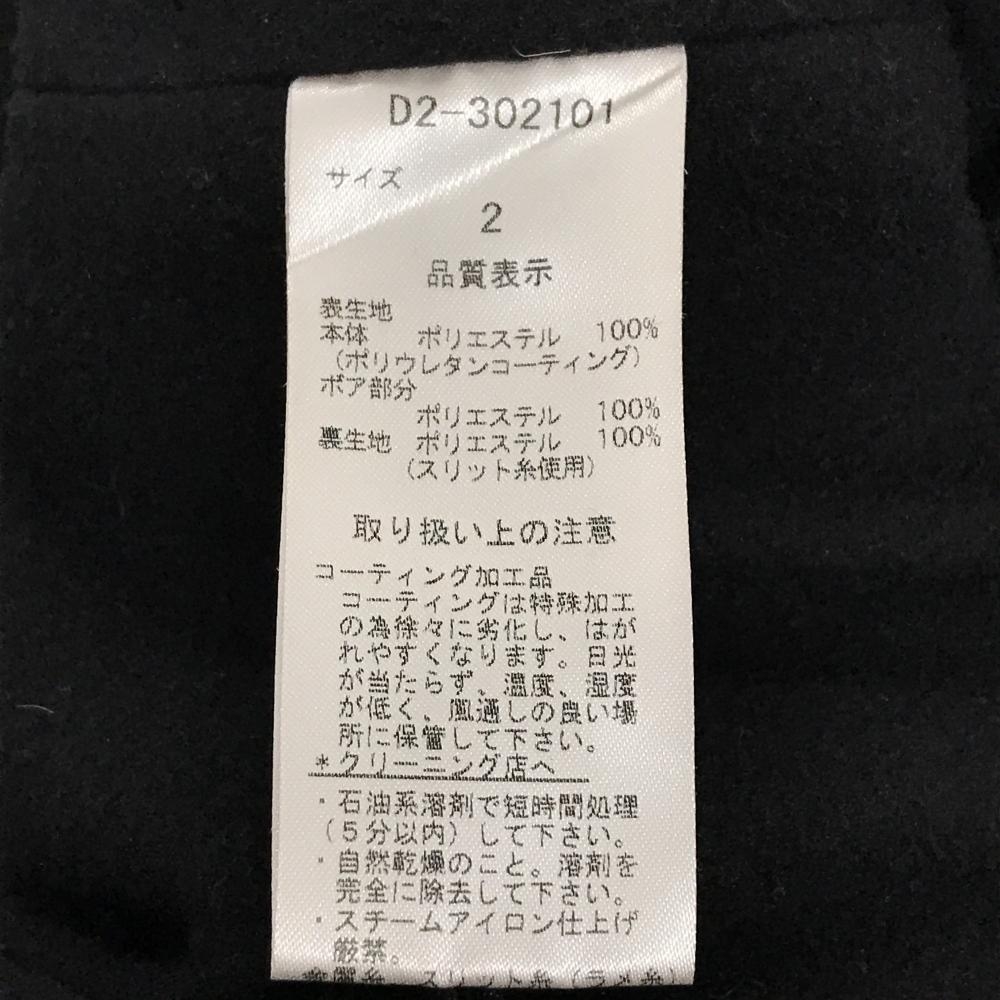 D2-302101
サイズ
2
品質表示
表生地
本体 ポリエステル 100%
(ポリウレタンコーティング)
ボア部分
ポリエステル 100%
裏生地 ポリエステル 100%
(スリット糸使用)
取り扱い上の注意
コーティング加工品
コーティングは特殊加工
の為徐々に劣化し、はが
れやすくなります。日光
が当たらず、温度、湿度
が低く、風通しの良い場
所に保管して下さい。
*クリーニング店へ
・石油系溶剤で短時間処理
(5分以内)して下さい。
・自然乾燥のこと。溶剤を
完全に除去して下さい。
・スチームアイロン仕上げ
厳禁。
スリット糸(ラメ糸)